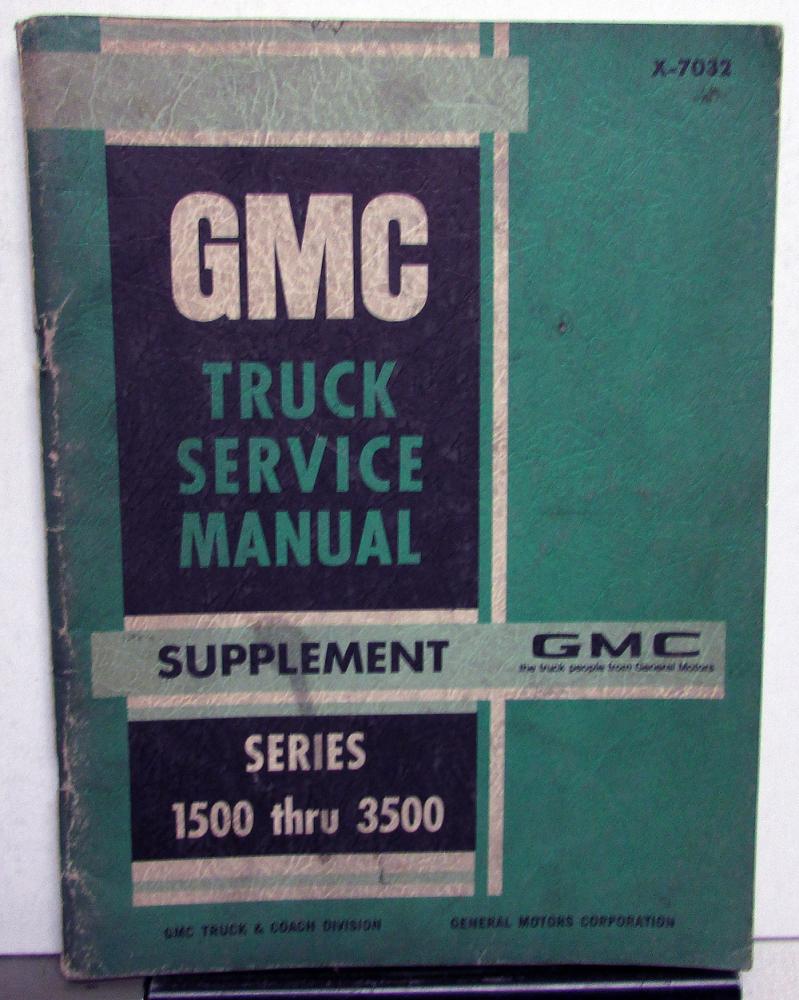 X-7032
GMC
TRUCK
SERVICE
MANUAL
SUPPLEMENT
GMC
the truck people from General Motors
SERIES
1500 thru 3500
GMC TRUCK & COACH DIVISION
GENERAL MOTORS CORPORATION